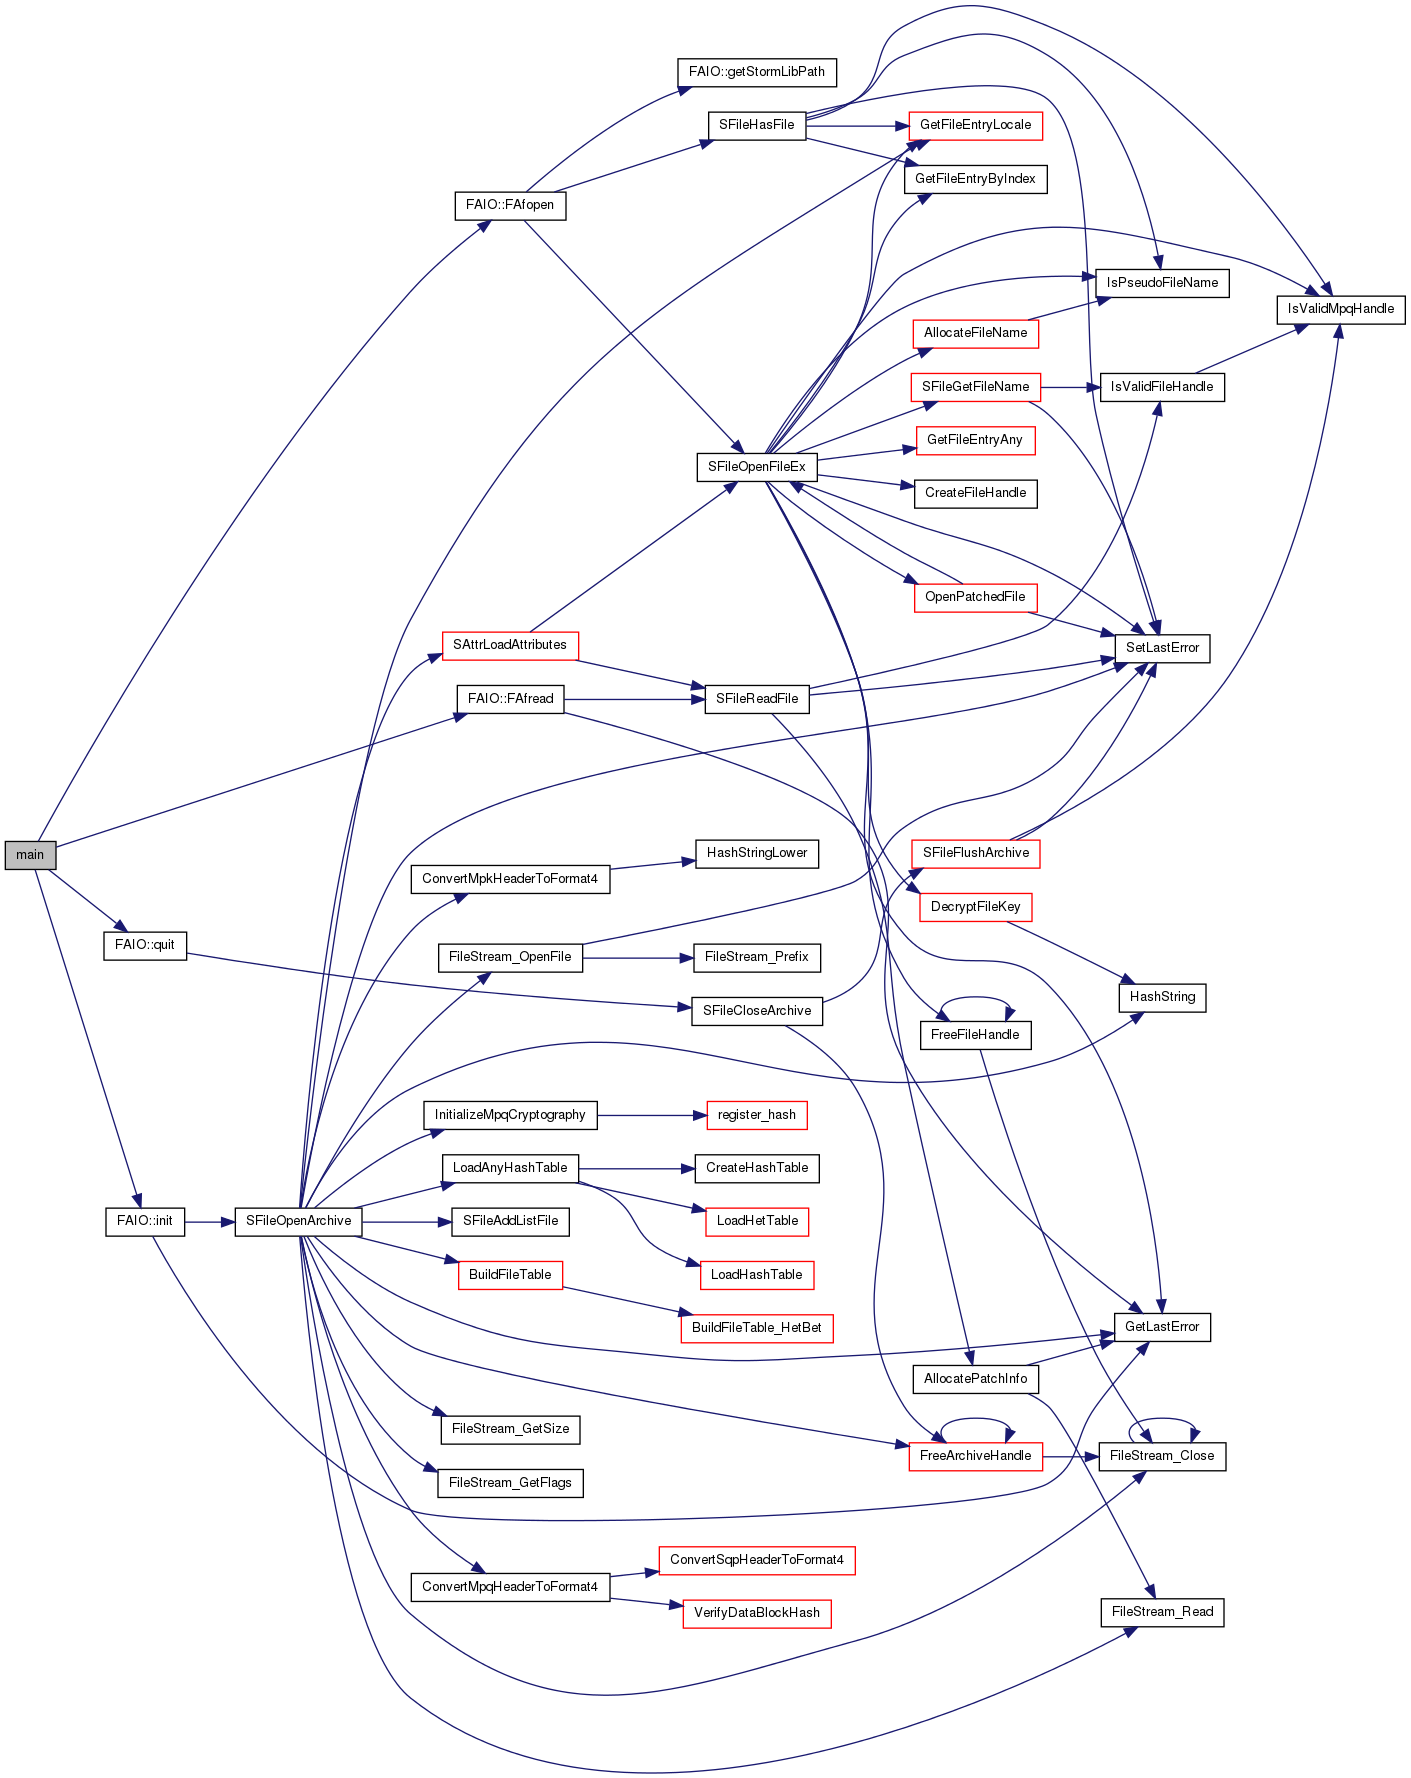 FAIO::getStormLibPath
SFileHasFile
GetFileEntryLocale
GetFileEntryByIndex
FAIO::FAfopen
IsPseudoFileName
IsValidMpqHandle
AllocateFileName
SFileGetFileName
IsValidFileHandle
GetFileEntryAny
SFileOpenFileEx
CreateFileHandle
OpenPatchedFile
SAttrLoadAttributes
SetLastError
FAIO::FAfread
SFileReadFile
main
HashStringLower
SFileFlushArchive
ConvertMpkHeaderToFormat4
DecryptFileKey
FAIO::quit
FileStream_OpenFile
FileStream_Prefix
HashString
SFileCloseArchive
FreeFileHandle
InitializeMpqCryptography
register_hash
LoadAnyHashTable
CreateHashTable
FAIO::init
SFileOpenArchive
SFileAddListFile
LoadHetTable
BuildFileTable
LoadHashTable
BuildFileTable_HetBet
GetLastError
AllocatePatchInfo
FileStream_GetSize
FreeArchiveHandle
FileStream_Close
FileStream_GetFlags
ConvertSqpHeaderToFormat4
ConvertMpqHeaderToFormat4
VerifyDataBlockHash
FileStream_Read